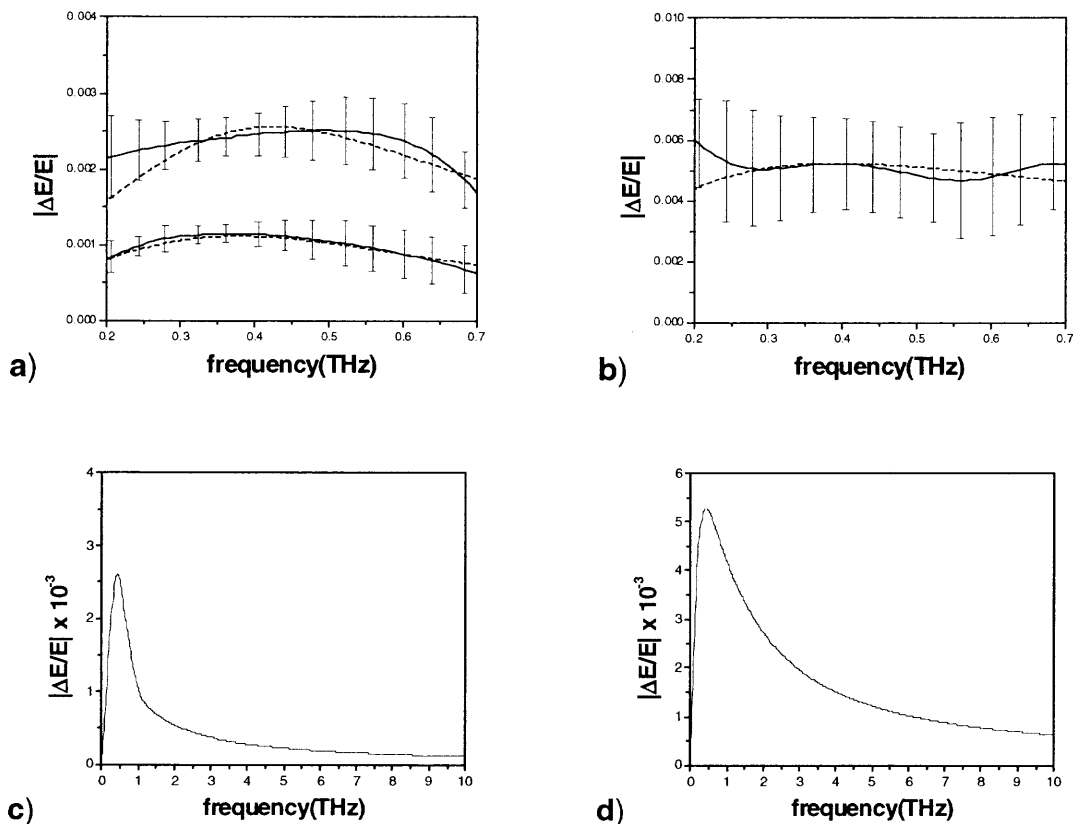 0.004
0.003
0.002
0.001
0.000
|ΔE/E|
0.2 0.3 0.4 0.5 0.6 0.7
frequency(THz)
a)
0.010
0.008
0.006
0.004
0.002
0.000
|ΔE/E|
0.2 0.3 0.4 0.5 0.6 0.7
frequency(THz)
b)
4
3
2
1
0
|ΔE/E| x 10⁻³
0 1 2 3 4 5 6 7 8 9 10
frequency(THz)
c)
6
5
4
3
2
1
0
|ΔE/E| x 10⁻³
0 1 2 3 4 5 6 7 8 9 10
frequency(THz)
d)